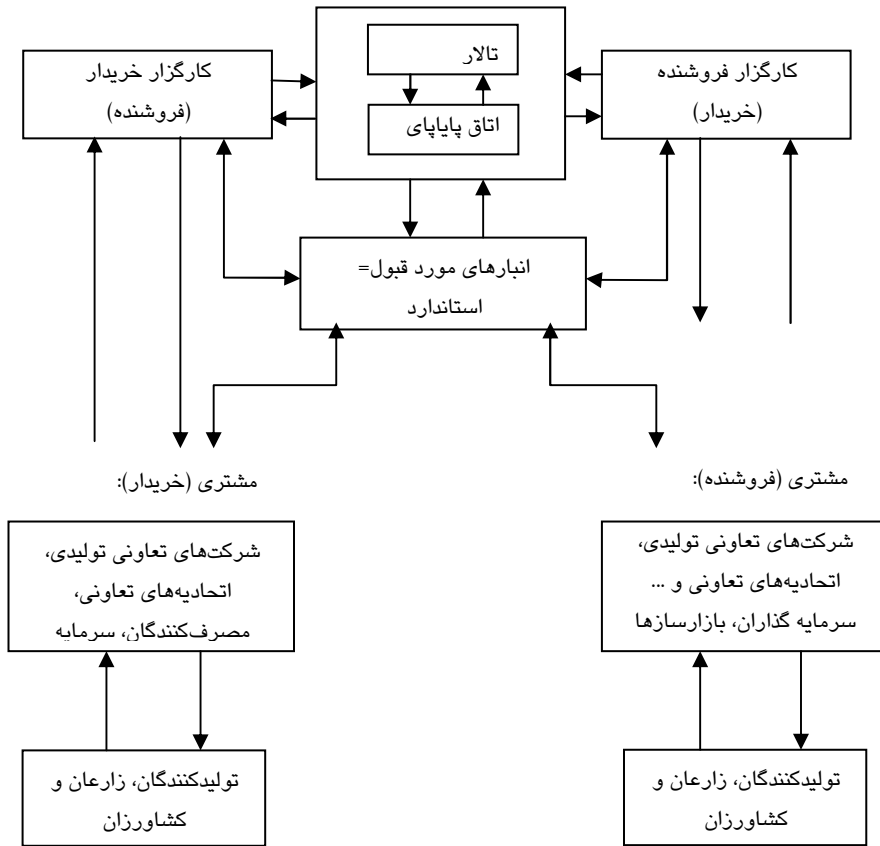 تالار
اتاق پایاپای
کارگزار فروشنده
(خریدار)
کارگزار خریدار
(فروشنده)
انبارهای مورد قبول=
استاندارد
مشتری (فروشنده):
شرکت‌های تعاونی تولیدی،
اتحادیه‌های تعاونی و ...
سرمایه گذاران، بازارسازها
تولیدکنندگان، زارعان و
کشاورزان
مشتری (خریدار):
شرکت‌های تعاونی تولیدی،
اتحادیه‌های تعاونی،
مصرف‌کنندگان، سرمایه
تولیدکنندگان، زارعان و
کشاورزان